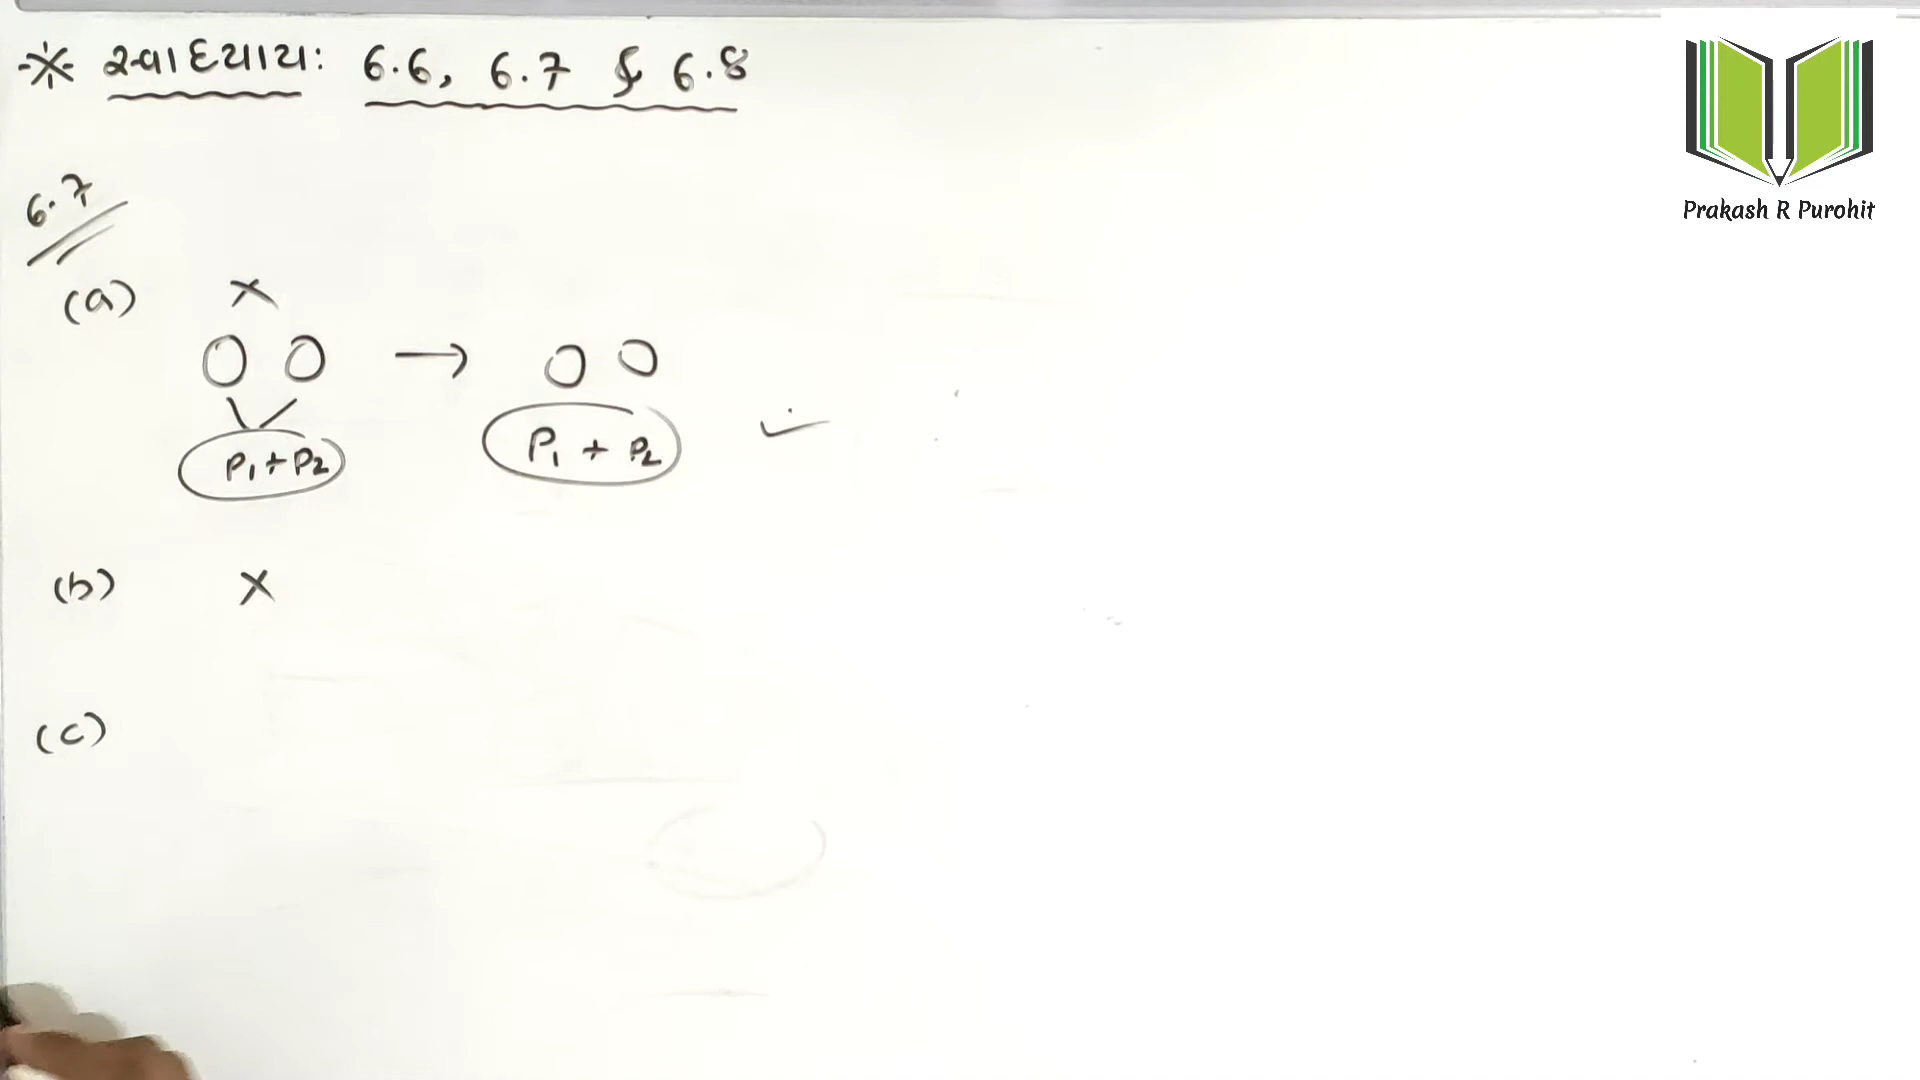 * સ્વાધ્યાય: 6.6, 6.7 & 6.8
Prakash R Purohit
6.7
(a) ×
O O → O O
P₁+P₂ P₁ + P₂ ✓
(b) ×
(c)